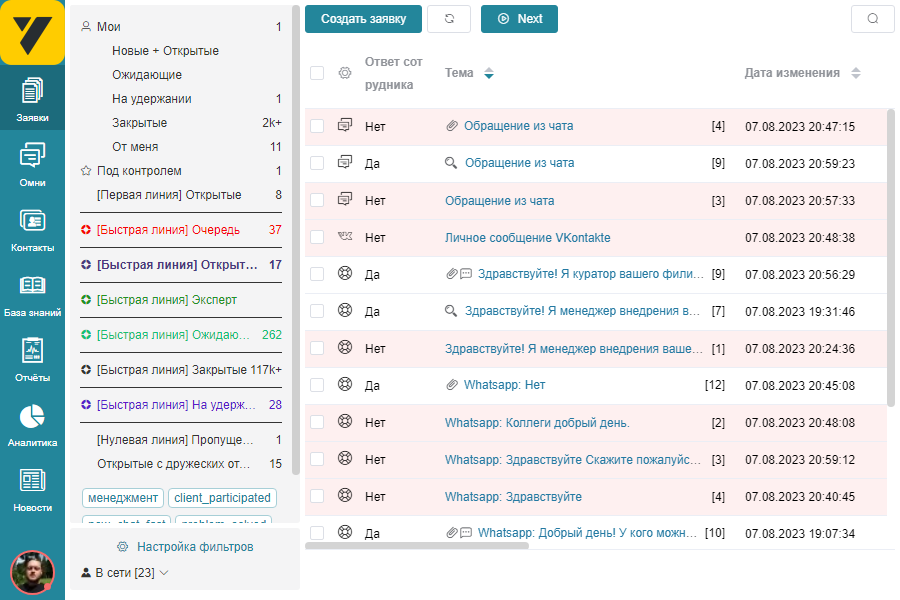 Заявки
Омни
Контакты
База знаний
Отчёты
Аналитика
Новости
Мои 1
Новые + Открытые
Ожидающие
На удержании 1
Закрытые 2k+
От меня 11
Под контролем 1
[Первая линия] Открытые 8
[Быстрая линия] Очередь 37
[Быстрая линия] Открыт... 17
[Быстрая линия] Эксперт
[Быстрая линия] Ожидаю... 262
[Быстрая линия] Закрытые 117k+
[Быстрая линия] На удерж... 28
[Нулевая линия] Пропуще... 1
Открытые с дружеских от... 15
менеджмент client_participated
new_chat_fast problem_solved
Настройка фильтров
В сети [23]
Создать заявку Next
Ответ сот
рудника
Тема Дата изменения
Нет Обращение из чата [4] 07.08.2023 20:47:15
Да Обращение из чата [9] 07.08.2023 20:59:23
Нет Обращение из чата [3] 07.08.2023 20:57:33
Нет Личное сообщение VKontakte 07.08.2023 20:48:38
Да Здравствуйте! Я куратор вашего фили... [9] 07.08.2023 20:56:29
Да Здравствуйте! Я менеджер внедрения в... [7] 07.08.2023 19:31:46
Нет Здравствуйте! Я менеджер внедрения ваше... [1] 07.08.2023 20:24:36
Да Whatsapp: Нет [12] 07.08.2023 20:45:08
Нет Whatsapp: Коллеги добрый день. [2] 07.08.2023 20:48:08
Нет Whatsapp: Здравствуйте Скажите пожалуйс... [3] 07.08.2023 20:59:12
Нет Whatsapp: Здравствуйте [4] 07.08.2023 20:40:45
Да Whatsapp: Добрый день! У кого можн... [10] 07.08.2023 19:07:34